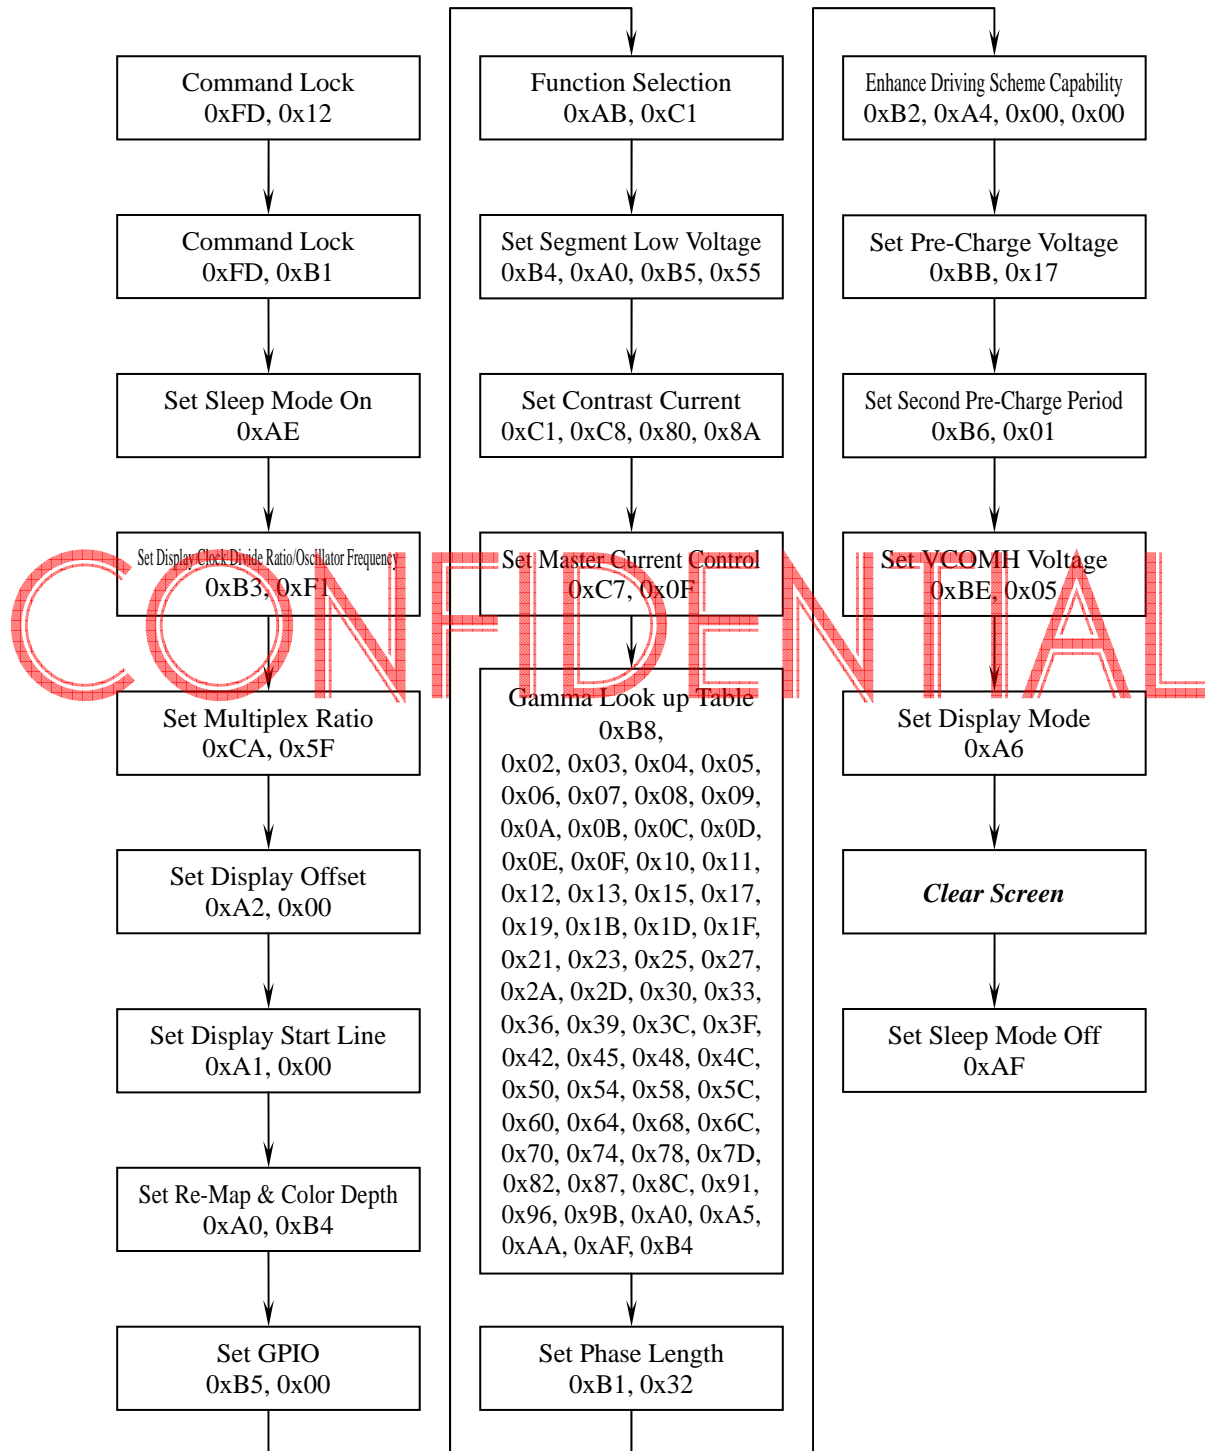 Command Lock
0xFD, 0x12
Command Lock
0xFD, 0xB1
Set Sleep Mode On
0xAE
Set Display Clock Divide Ratio/Oscillator Frequency
0xB3, 0xF1
Set Multiplex Ratio
0xCA, 0x5F
Set Display Offset
0xA2, 0x00
Set Display Start Line
0xA1, 0x00
Set Re-Map & Color Depth
0xA0, 0xB4
Set GPIO
0xB5, 0x00
Function Selection
0xAB, 0xC1
Set Segment Low Voltage
0xB4, 0xA0, 0xB5, 0x55
Set Contrast Current
0xC1, 0xC8, 0x80, 0x8A
Set Master Current Control
0xC7, 0x0F
Gamma Look up Table
0xB8,
0x02, 0x03, 0x04, 0x05,
0x06, 0x07, 0x08, 0x09,
0x0A, 0x0B, 0x0C, 0x0D,
0x0E, 0x0F, 0x10, 0x11,
0x12, 0x13, 0x15, 0x17,
0x19, 0x1B, 0x1D, 0x1F,
0x21, 0x23, 0x25, 0x27,
0x2A, 0x2D, 0x30, 0x33,
0x36, 0x39, 0x3C, 0x3F,
0x42, 0x45, 0x48, 0x4C,
0x50, 0x54, 0x58, 0x5C,
0x60, 0x64, 0x68, 0x6C,
0x70, 0x74, 0x78, 0x7D,
0x82, 0x87, 0x8C, 0x91,
0x96, 0x9B, 0xA0, 0xA5,
0xAA, 0xAF, 0xB4
Set Phase Length
0xB1, 0x32
Enhance Driving Scheme Capability
0xB2, 0xA4, 0x00, 0x00
Set Pre-Charge Voltage
0xBB, 0x17
Set Second Pre-Charge Period
0xB6, 0x01
Set VCOMH Voltage
0xBE, 0x05
Set Display Mode
0xA6
Clear Screen
Set Sleep Mode Off
0xAF
CONFIDENTIAL